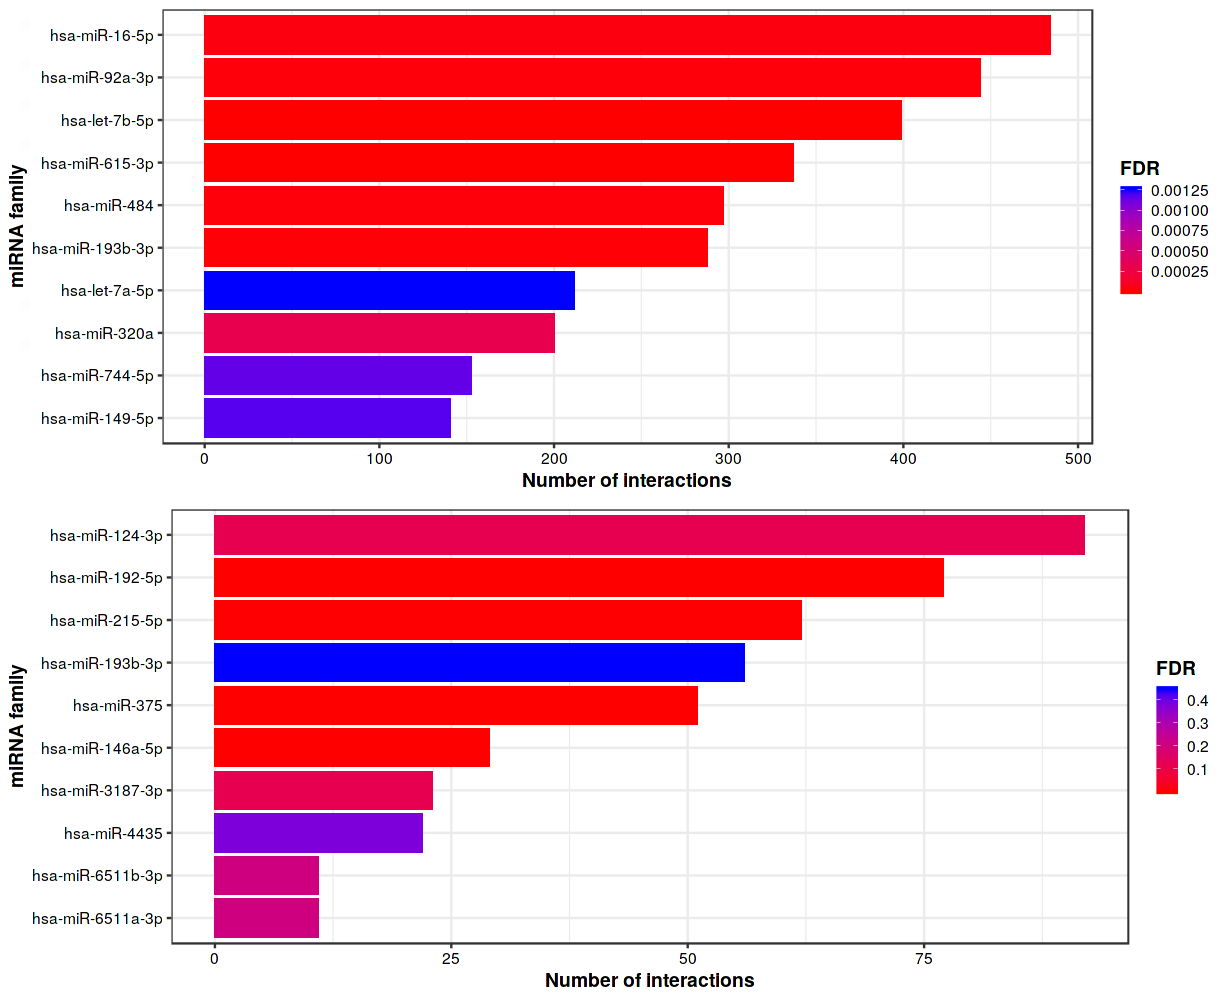 hsa-miR-16-5p
hsa-miR-92a-3p
hsa-let-7b-5p
hsa-miR-615-3p
hsa-miR-484
hsa-miR-193b-3p
hsa-let-7a-5p
hsa-miR-320a
hsa-miR-744-5p
hsa-miR-149-5p
miRNA family
0 100 200 300 400 500
Number of interactions
FDR
0.00125
0.00100
0.00075
0.00050
0.00025
hsa-miR-124-3p
hsa-miR-192-5p
hsa-miR-215-5p
hsa-miR-193b-3p
hsa-miR-375
hsa-miR-146a-5p
hsa-miR-3187-3p
hsa-miR-4435
hsa-miR-6511b-3p
hsa-miR-6511a-3p
miRNA family
0 25 50 75
Number of interactions
FDR
0.4
0.3
0.2
0.1